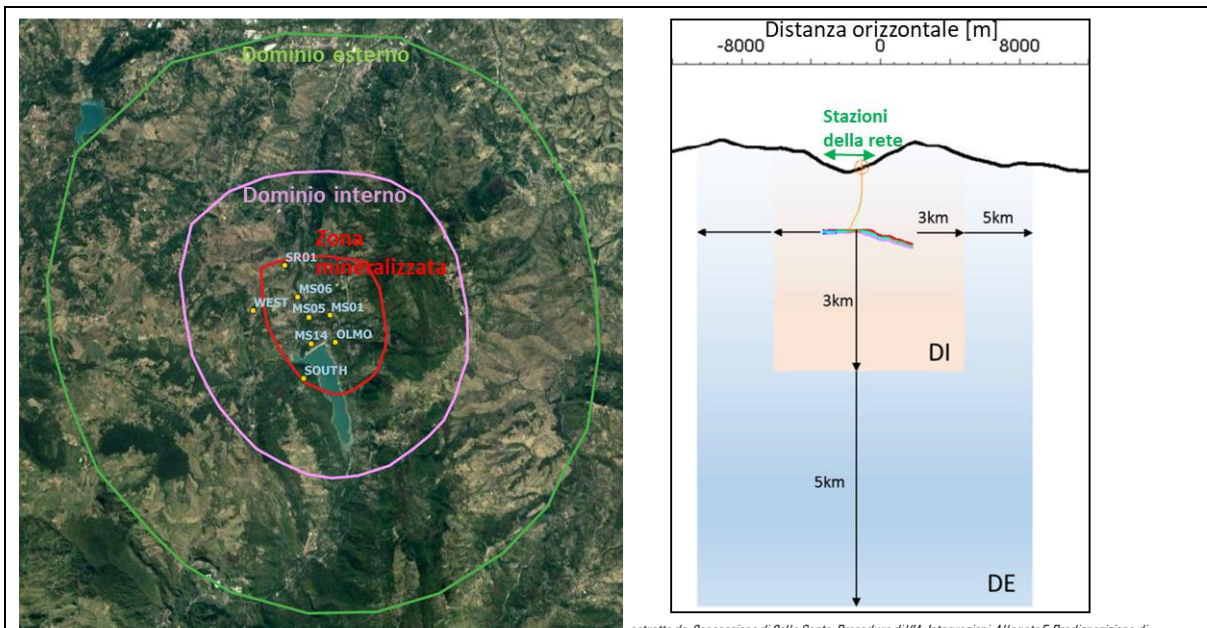 Dominio esterno
Dominio interno
Zona
mineralizzata
SR01
MS06
WEST
MS05
MS01
MS14
OLMO
SOUTH
Distanza orizzontale [m]
-8000
0
8000
Stazioni
della rete
3km
5km
3km
DI
5km
DE